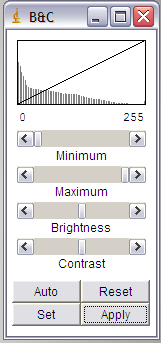 B&C
0 255
Minimum
Maximum
Brightness
Contrast
Auto Reset
Set Apply